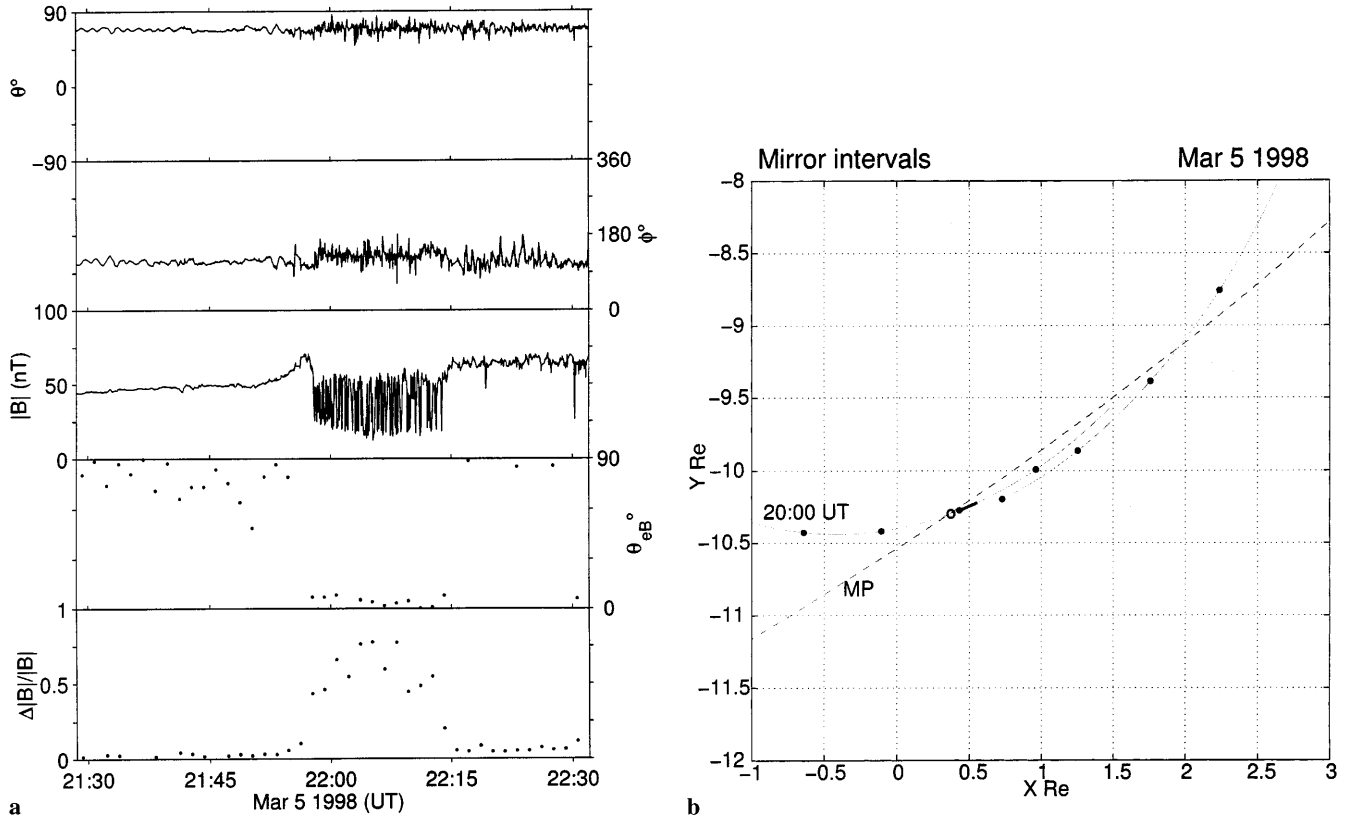 90
0
−90
θ°
360
180
0
φ°
100
50
0
|B| (nT)
90
0
θeB°
1
0.5
0
Δ|B|/|B|
21:30 21:45 22:00 22:15 22:30
Mar 5 1998 (UT)
a
Mirror intervals Mar 5 1998
−8
−8.5
−9
−9.5
−10
−10.5
−11
−11.5
−12
Y Re
20:00 UT
MP
−1 −0.5 0 0.5 1 1.5 2 2.5 3
X Re
b